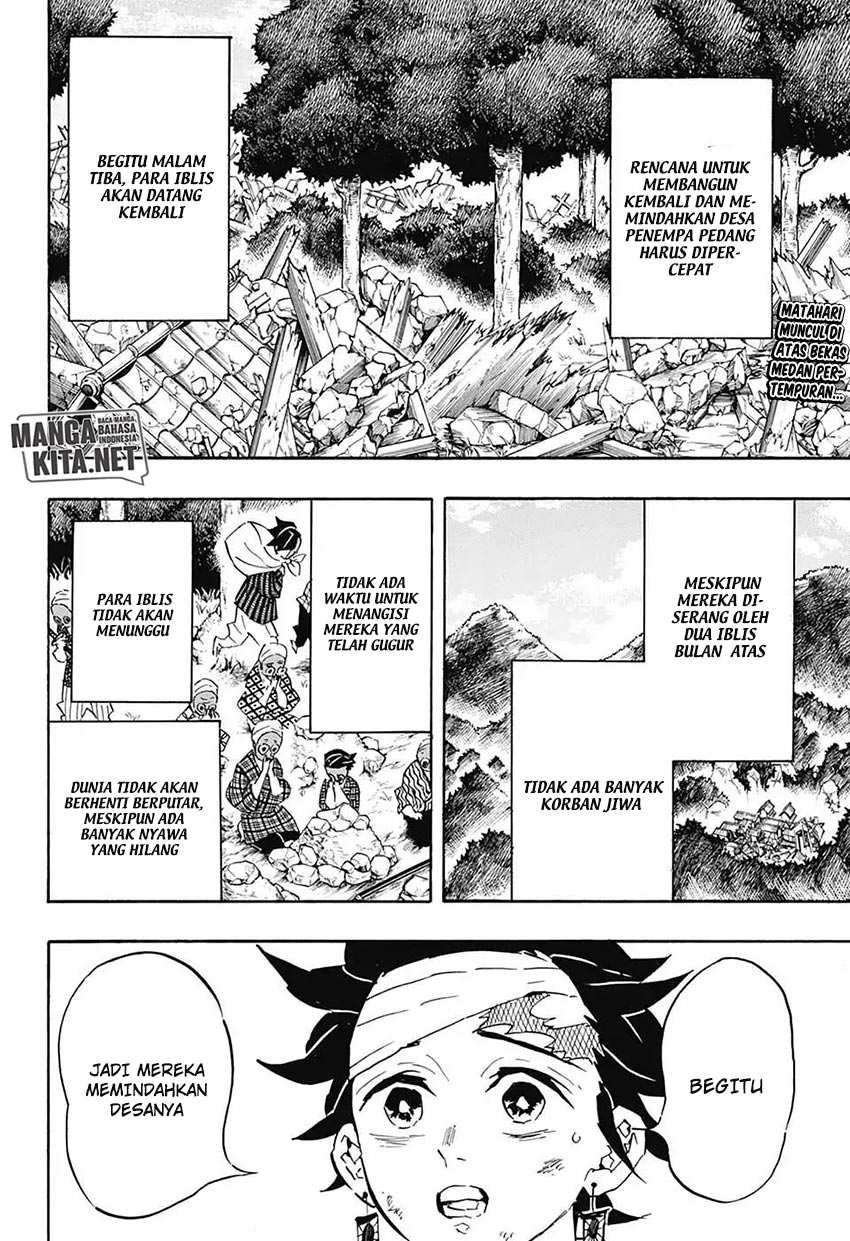 MATAHARI
MUNCUL DI
ATAS BEKAS
MEDAN PER-
TEMPURAN...
RENCANA UNTUK
MEMBANGUN
KEMBALI DAN ME-
MINDAHKAN DESA
PENEMPA PEDANG
HARUS DIPER-
CEPAT
BEGITU MALAM
TIBA, PARA IBLIS
AKAN DATANG
KEMBALI
MANGA
KITA.NET
BACA MANGA
BAHASA
INDONESIA
MESKIPUN
MEREKA DI-
SERANG OLEH
DUA IBLIS
BULAN ATAS
TIDAK ADA BANYAK
KORBAN JIWA
TIDAK ADA
WAKTU UNTUK
MENANGISI
MEREKA YANG
TELAH GUGUR
PARA IBLIS
TIDAK AKAN
MENUNGGU
DUNIA TIDAK AKAN
BERHENTI BERPUTAR,
MESKIPUN ADA
BANYAK NYAWA
YANG HILANG
BEGITU
JADI MEREKA
MEMINDAHKAN
DESANYA